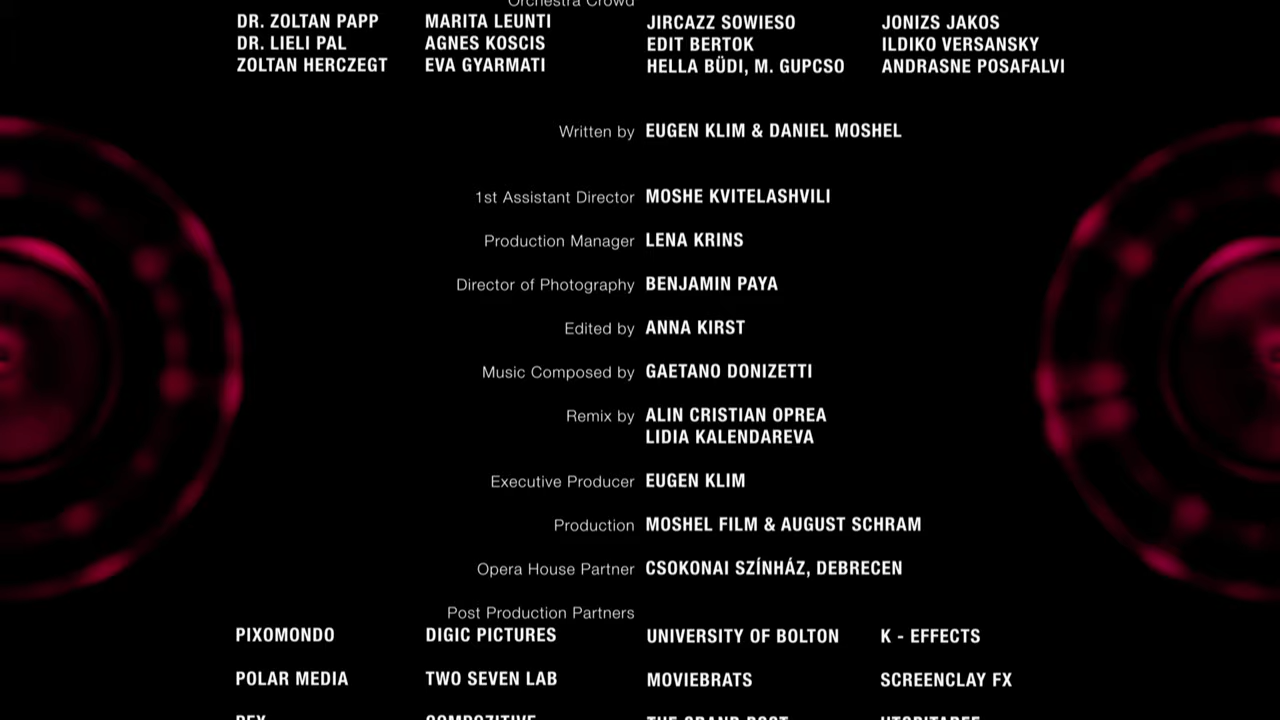 Orchestra Crowd
DR. ZOLTAN PAPP MARITA LEUNTI JIRCAZZ SOWIESO JONIZS JAKOS
DR. LIELI PAL AGNES KOSCIS EDIT BERTOK ILDIKO VERSANSKY
ZOLTAN HERCZEGT EVA GYARMATI HELLA BÜDI, M. GUPCSO ANDRASNE POSAFALVI
Written by EUGEN KLIM & DANIEL MOSHEL
1st Assistant Director MOSHE KVITELASHVILI
Production Manager LENA KRINS
Director of Photography BENJAMIN PAYA
Edited by ANNA KIRST
Music Composed by GAETANO DONIZETTI
Remix by ALIN CRISTIAN OPREA
LIDIA KALENDAREVA
Executive Producer EUGEN KLIM
Production MOSHEL FILM & AUGUST SCHRAM
Opera House Partner CSOKONAI SZÍNHÁZ, DEBRECEN
Post Production Partners
PIXOMONDO DIGIC PICTURES UNIVERSITY OF BOLTON K - EFFECTS
POLAR MEDIA TWO SEVEN LAB MOVIEBRATS SCREENCLAY FX